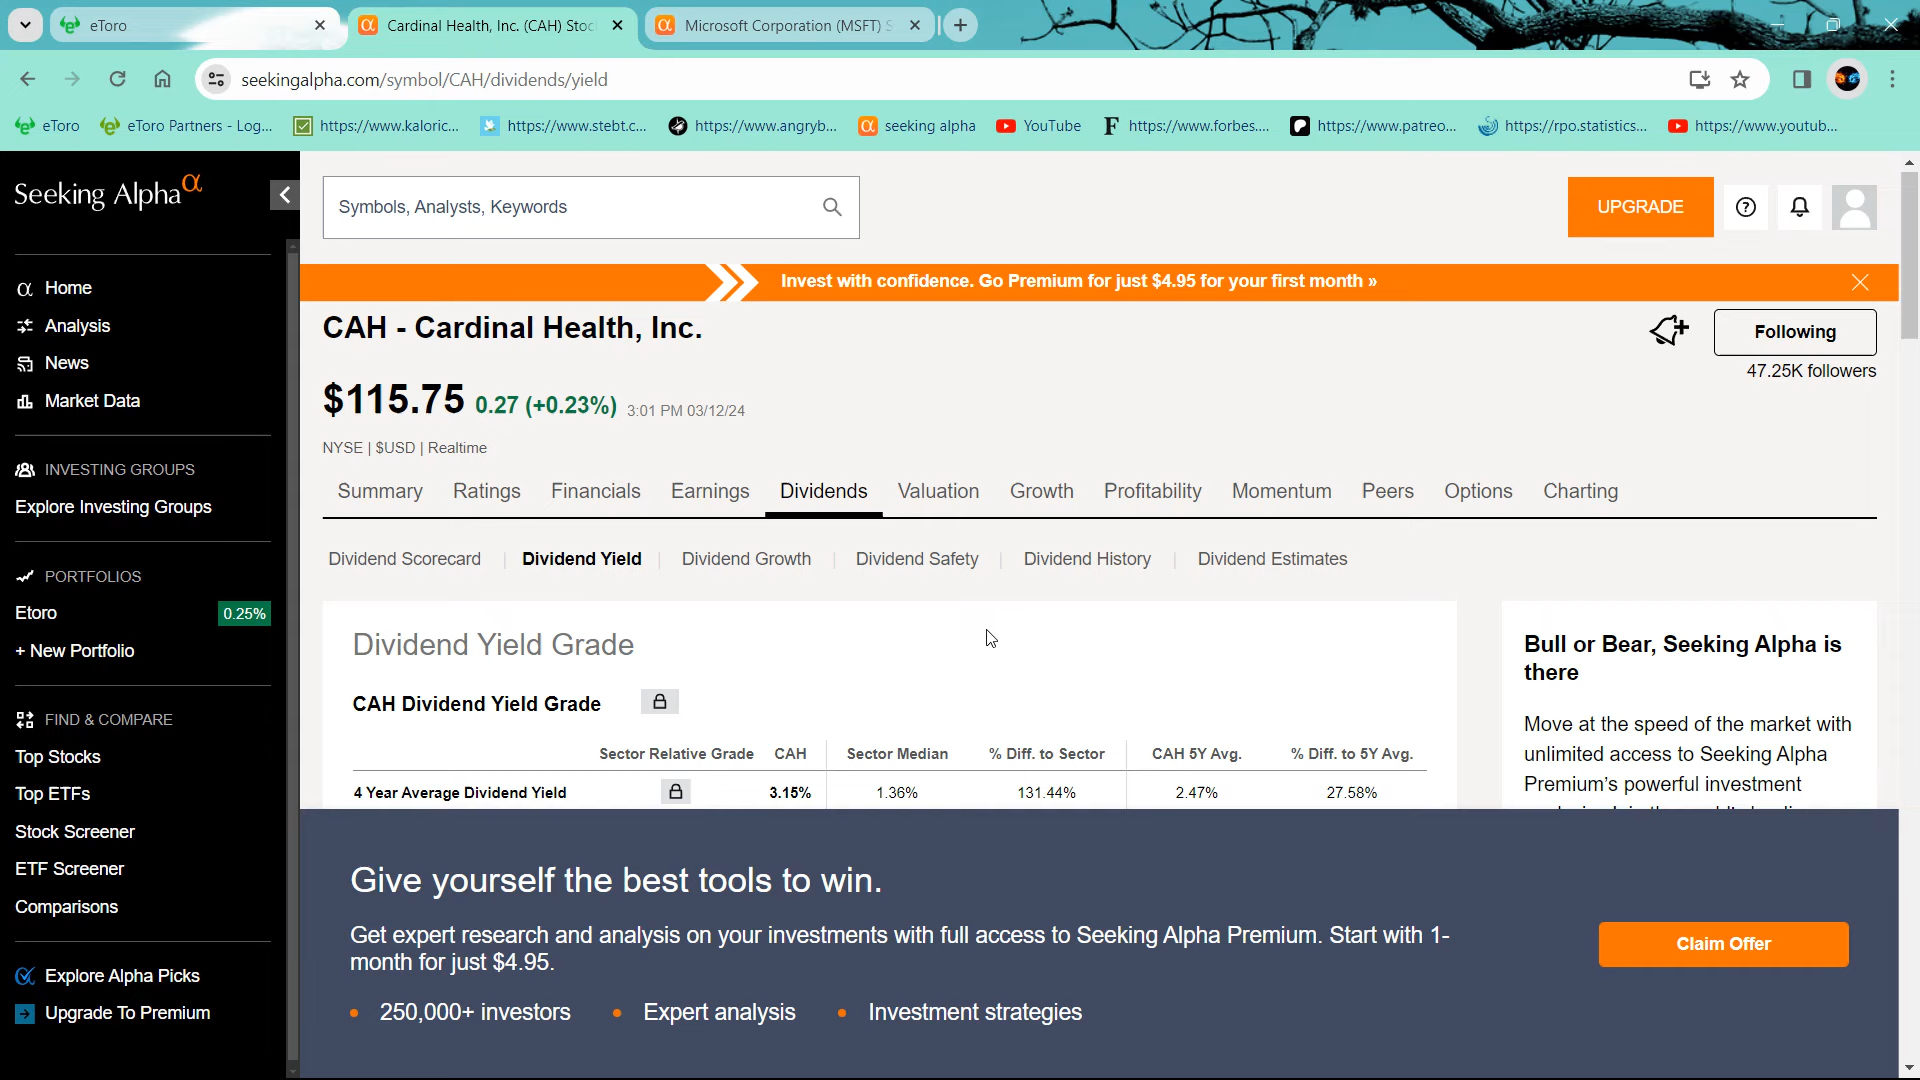 eToro
Cardinal Health, Inc. (CAH) Stoc
Microsoft Corporation (MSFT) S
seekingalpha.com/symbol/CAH/dividends/yield
eToro
eToro Partners - Log...
https://www.kaloric...
https://www.stebt.c...
https://www.angryb...
seeking alpha
YouTube
https://www.forbes....
https://www.patreo...
https://rpo.statistics...
https://www.youtub...
Seeking Alpha α
Home
Analysis
News
Market Data
INVESTING GROUPS
Explore Investing Groups
PORTFOLIOS
Etoro 0.25%
+ New Portfolio
FIND & COMPARE
Top Stocks
Top ETFs
Stock Screener
ETF Screener
Comparisons
Explore Alpha Picks
Upgrade To Premium
Symbols, Analysts, Keywords
UPGRADE
Invest with confidence. Go Premium for just $4.95 for your first month »
CAH - Cardinal Health, Inc.
Following
47.25K followers
$115.75 0.27 (+0.23%) 3:01 PM 03/12/24
NYSE | $USD | Realtime
Summary Ratings Financials Earnings Dividends Valuation Growth Profitability Momentum Peers Options Charting
Dividend Scorecard Dividend Yield Dividend Growth Dividend Safety Dividend History Dividend Estimates
Dividend Yield Grade
CAH Dividend Yield Grade
Sector Relative Grade CAH Sector Median % Diff. to Sector CAH 5Y Avg. % Diff. to 5Y Avg.
4 Year Average Dividend Yield 3.15% 1.36% 131.44% 2.47% 27.58%
Bull or Bear, Seeking Alpha is
there
Move at the speed of the market with
unlimited access to Seeking Alpha
Premium's powerful investment
Give yourself the best tools to win.
Get expert research and analysis on your investments with full access to Seeking Alpha Premium. Start with 1-
month for just $4.95.
• 250,000+ investors • Expert analysis • Investment strategies
Claim Offer